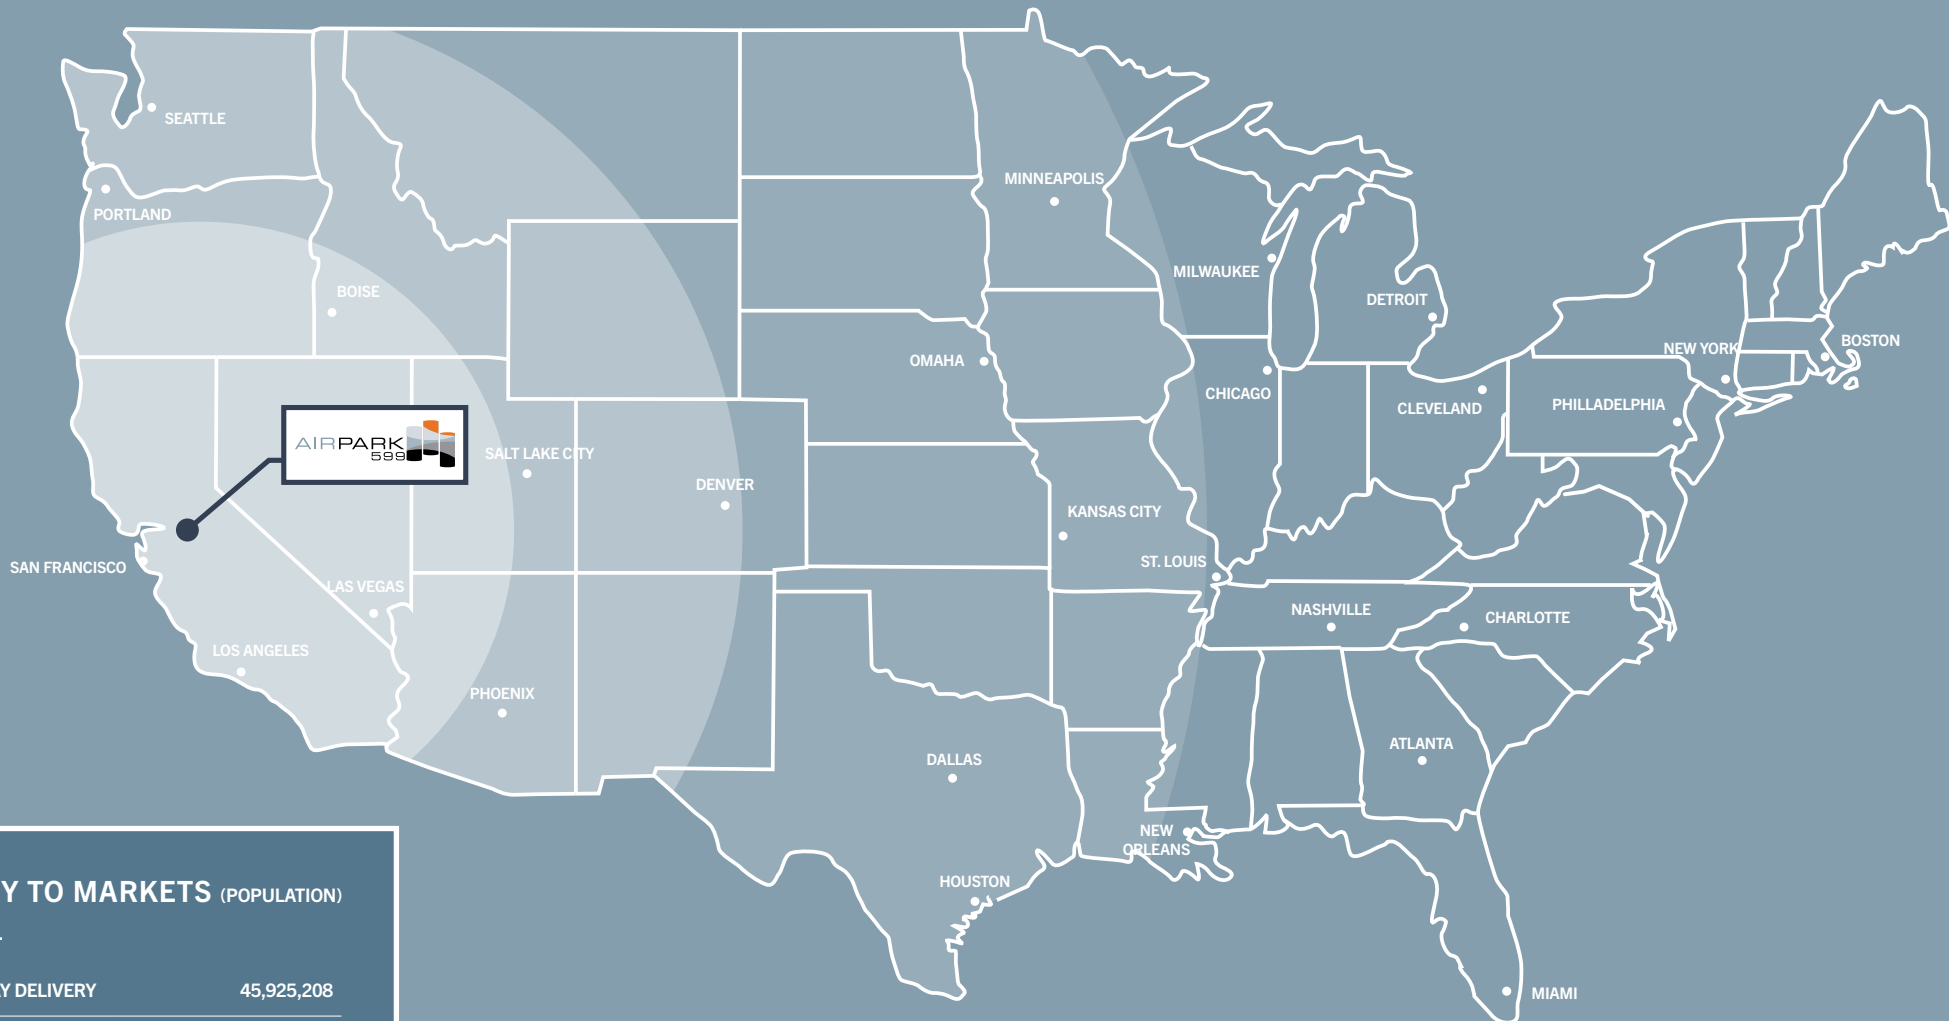 SEATTLE
PORTLAND
MINNEAPOLIS
MILWAUKEE
BOISE
DETROIT
BOSTON
NEW YORK
OMAHA
CHICAGO
CLEVELAND
PHILLADELPHIA
AIRPARK
599
SALT LAKE CITY
DENVER
KANSAS CITY
SAN FRANCISCO
ST. LOUIS
LAS VEGAS
NASHVILLE
CHARLOTTE
LOS ANGELES
PHOENIX
ATLANTA
DALLAS
NEW
ORLEANS
HOUSTON
MIAMI
Y TO MARKETS (POPULATION)
Y DELIVERY 45,925,208